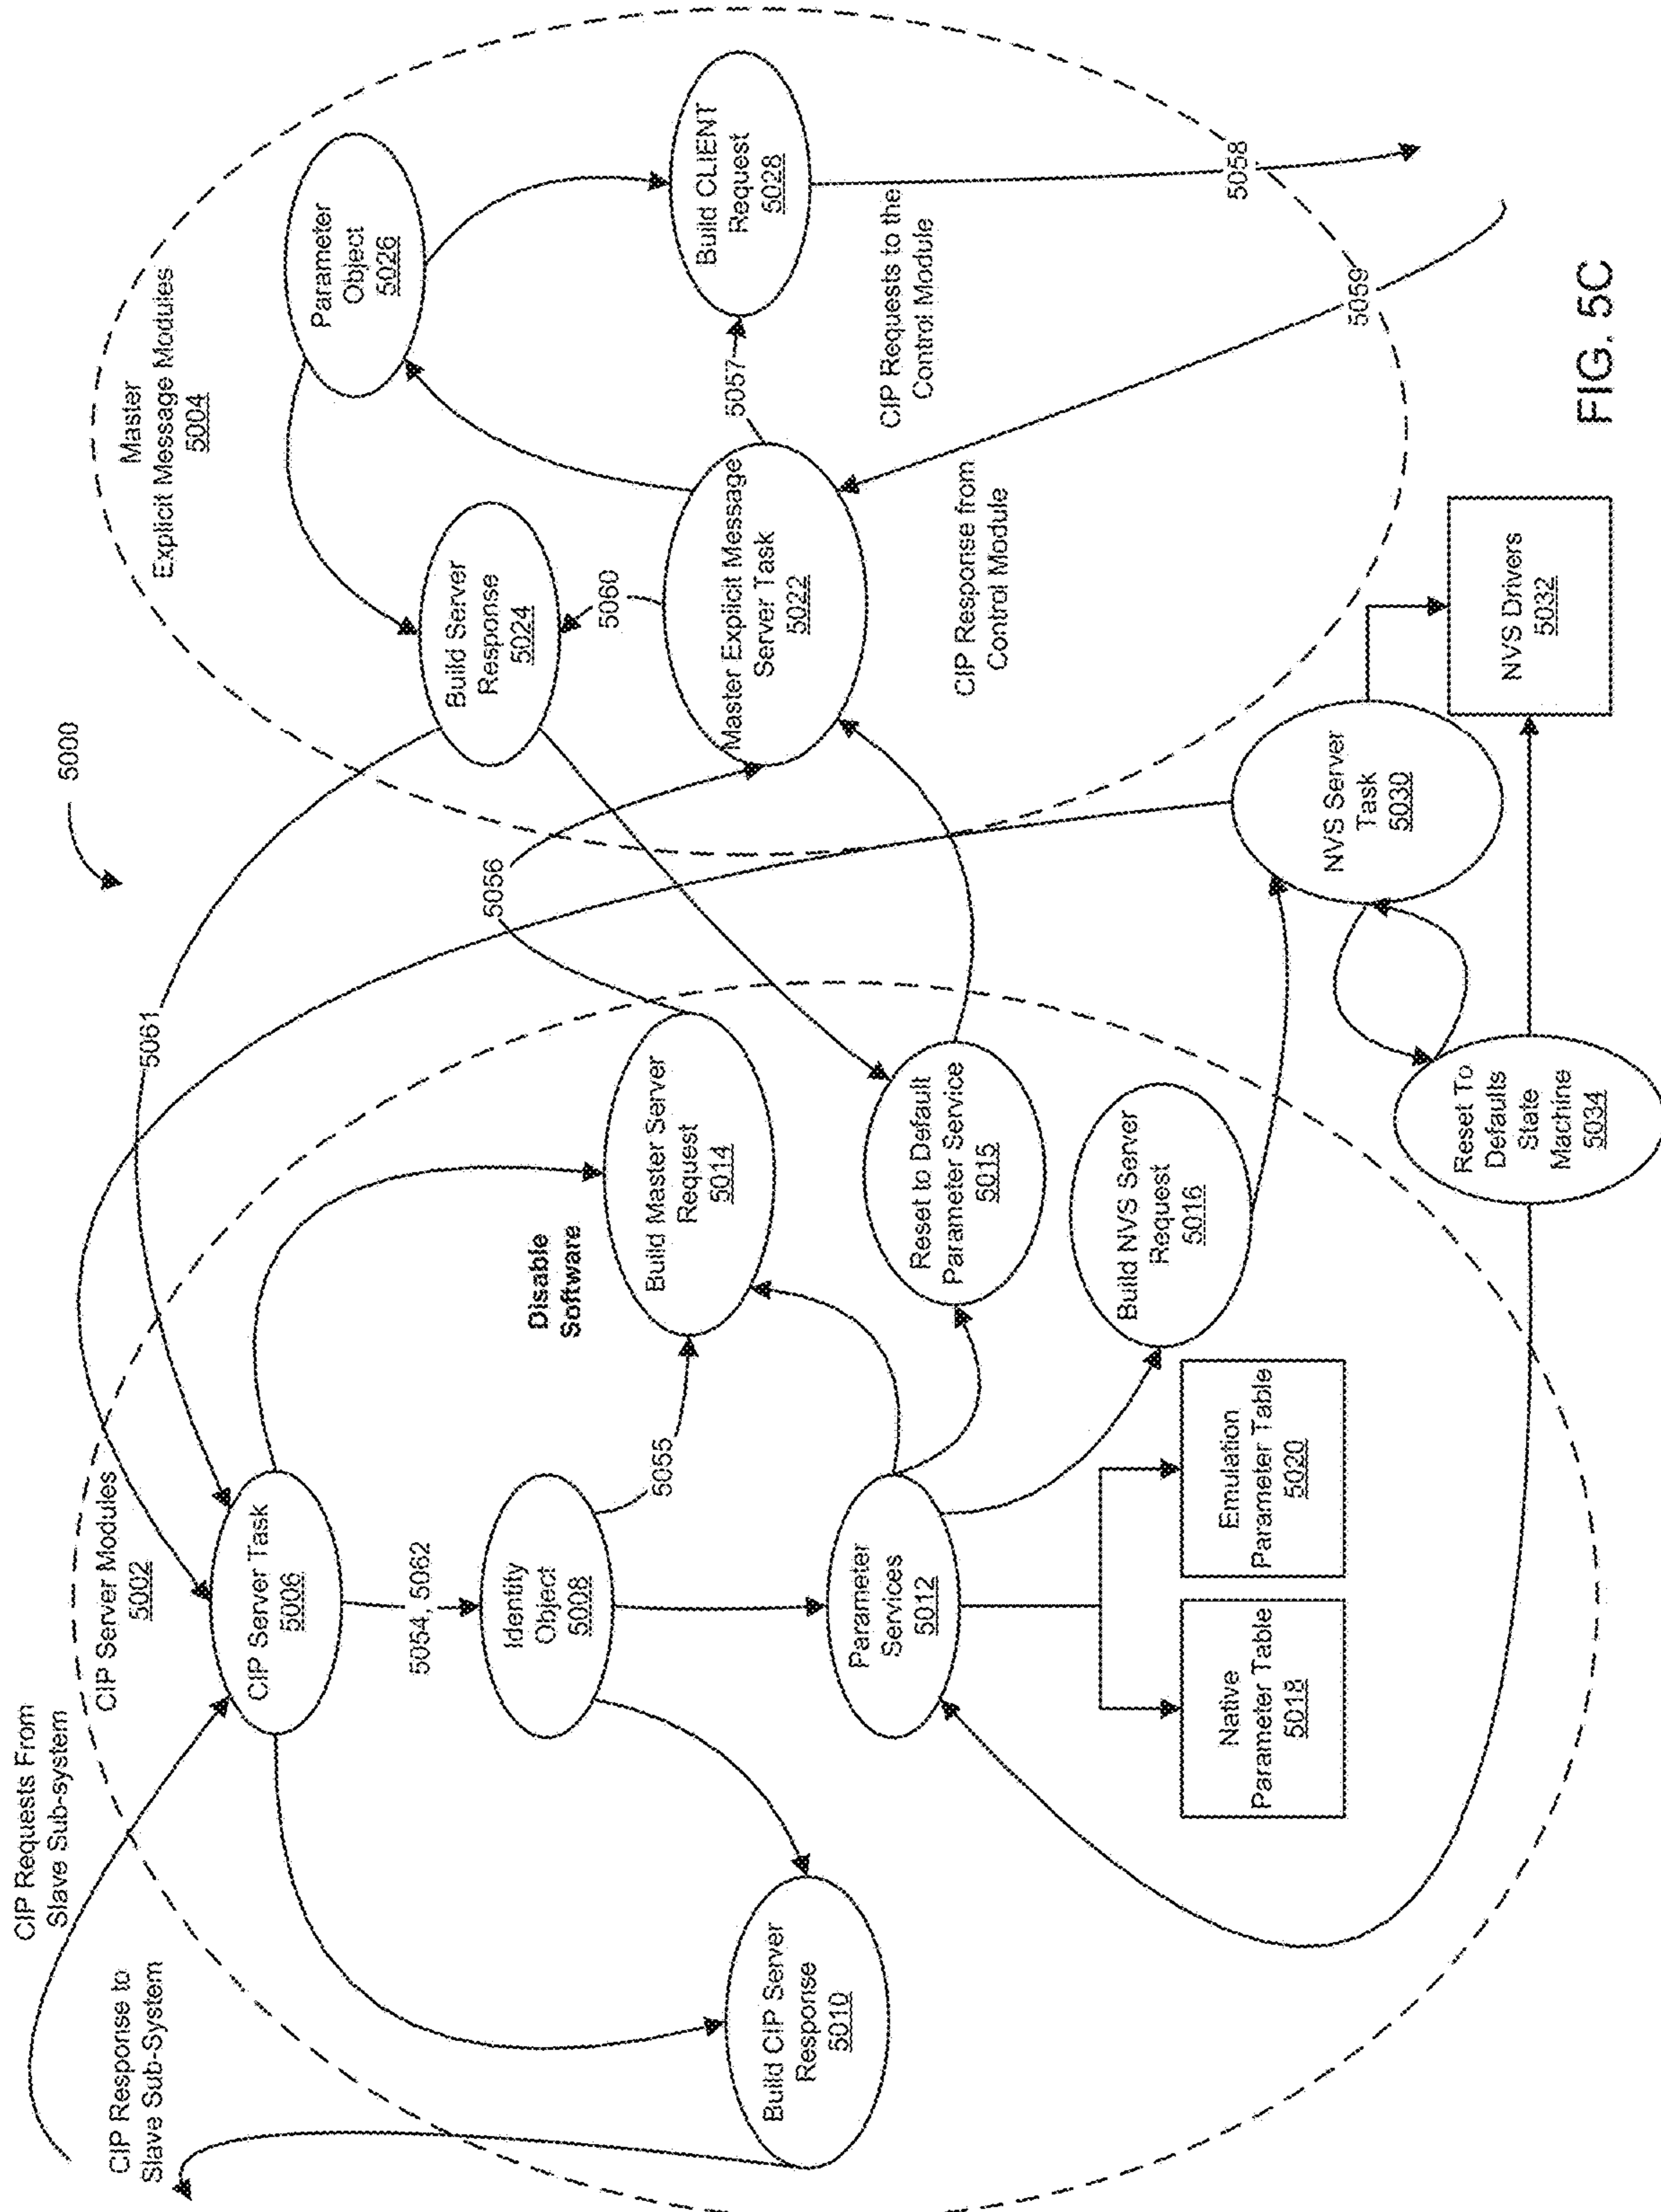 5000
CIP Requests From
Slave Sub-system
CIP Response to
Slave Sub-System
CIP Server Modules
5002
CIP Server Task
5006
5054, 5062
Identity
Object
5008
Build CIP Server
Response
5010
Parameter
Services
5012
Native
Parameter Table
5018
Emulation
Parameter Table
5020
5055
Disable
Software
Build Master Server
Request
5014
Reset to Default
Parameter Service
5015
Build NVS Server
Request
5016
5061
5056
Master
Explicit Message Modules
5004
Build Server
Response
5024
5060
Master Explicit Message
Server Task
5022
Parameter
Object
5026
5057
Build CLIENT
Request
5028
CIP Requests to the
Control Module
5058
CIP Response from
Control Module
5059
NVS Server
Task
5030
NVS Drivers
5032
Reset To
Defaults
State
Machine
5034
FIG. 5C